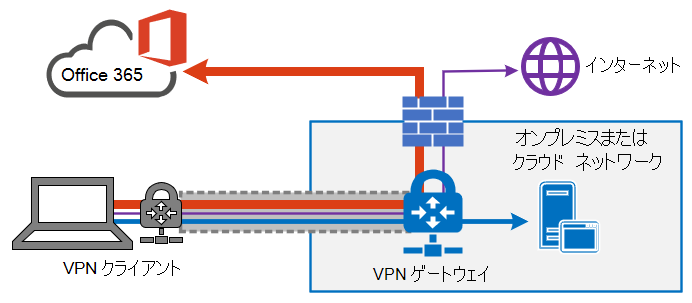 Office 365
インターネット
オンプレミスまたは
クラウド ネットワーク
VPN クライアント
VPN ゲートウェイ